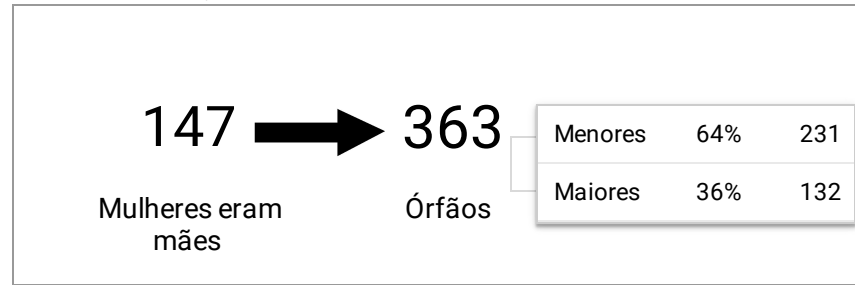 147
363
Menores 64% 231
Maiores 36% 132
Mulheres eram
mães
Órfãos